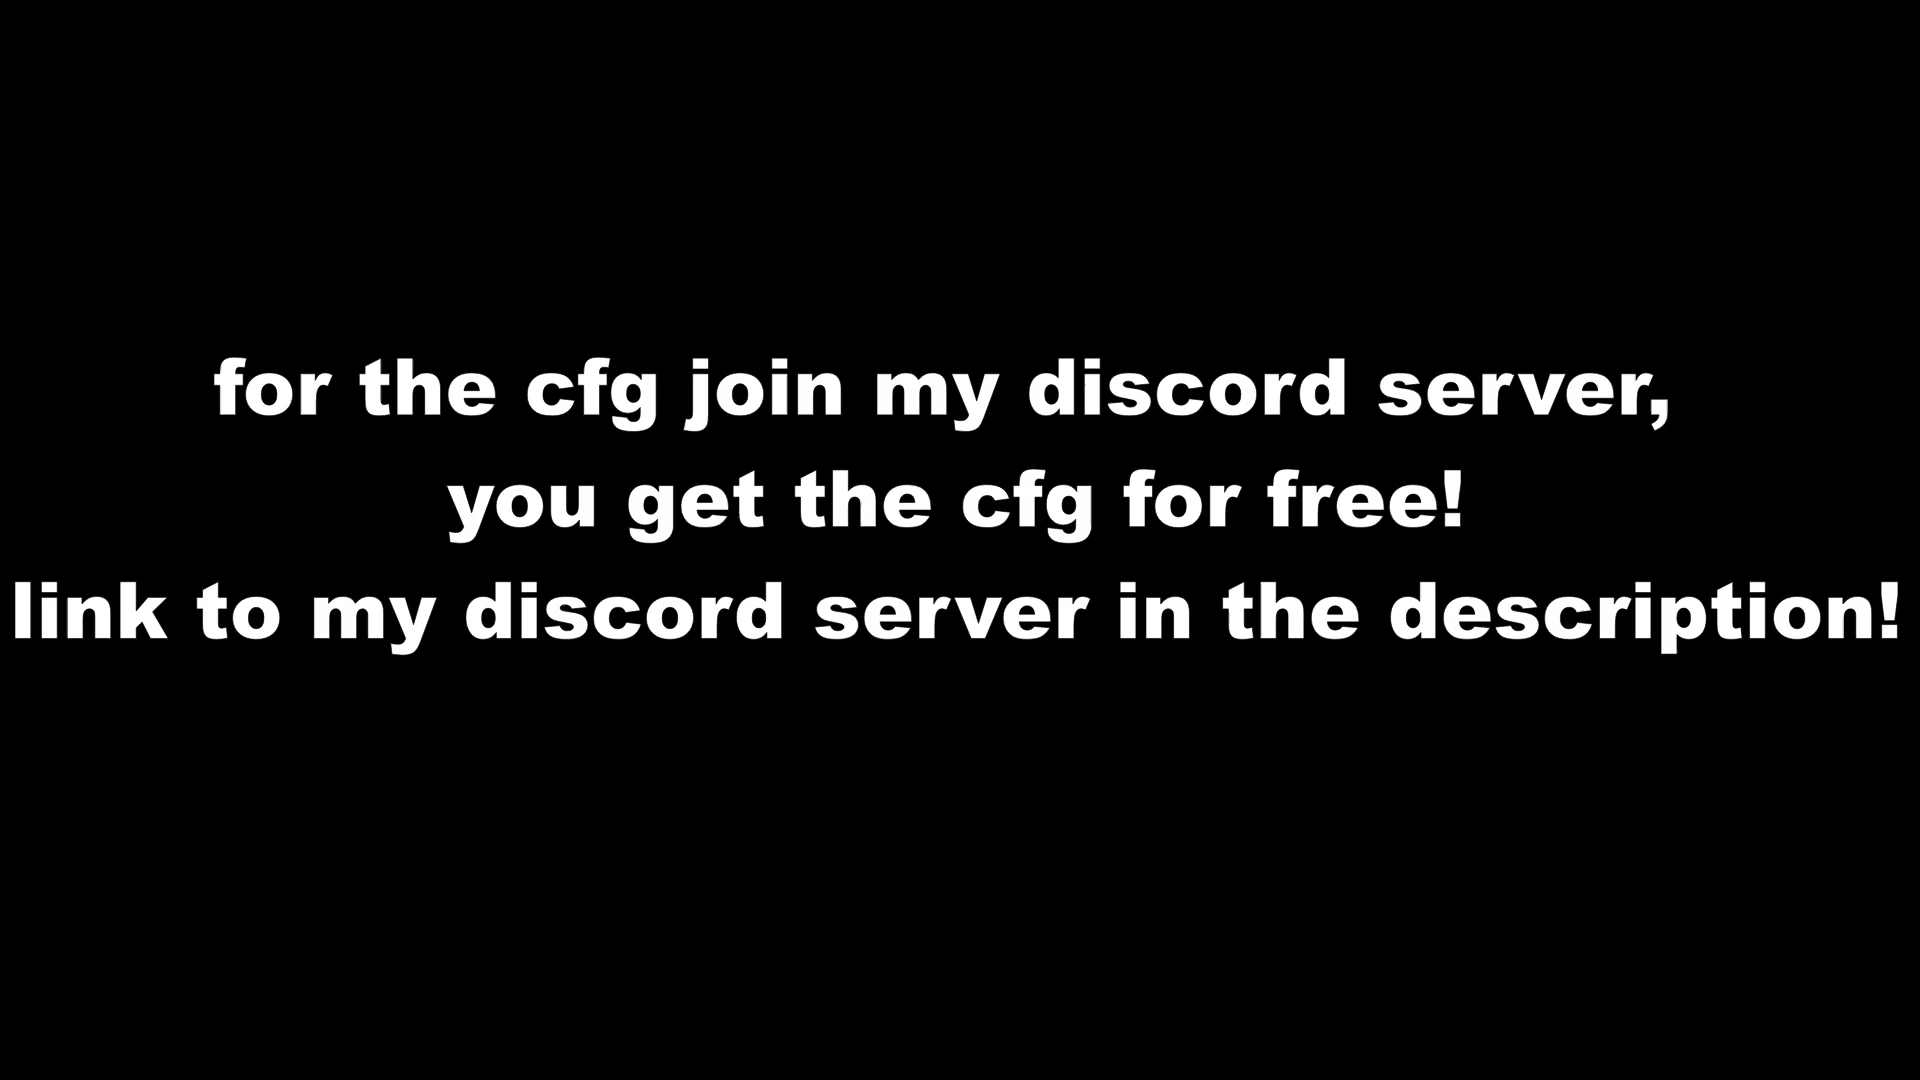 for the cfg join my discord server,
you get the cfg for free!
link to my discord server in the description!